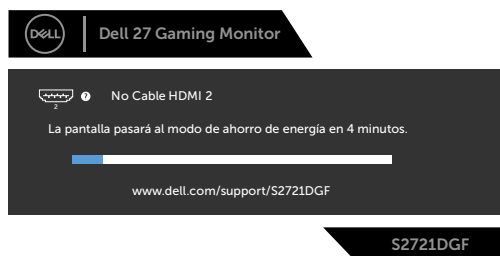 DELL
Dell 27 Gaming Monitor
2
? No Cable HDMI 2
La pantalla pasará al modo de ahorro de energía en 4 minutos.
www.dell.com/support/S2721DGF
S2721DGF